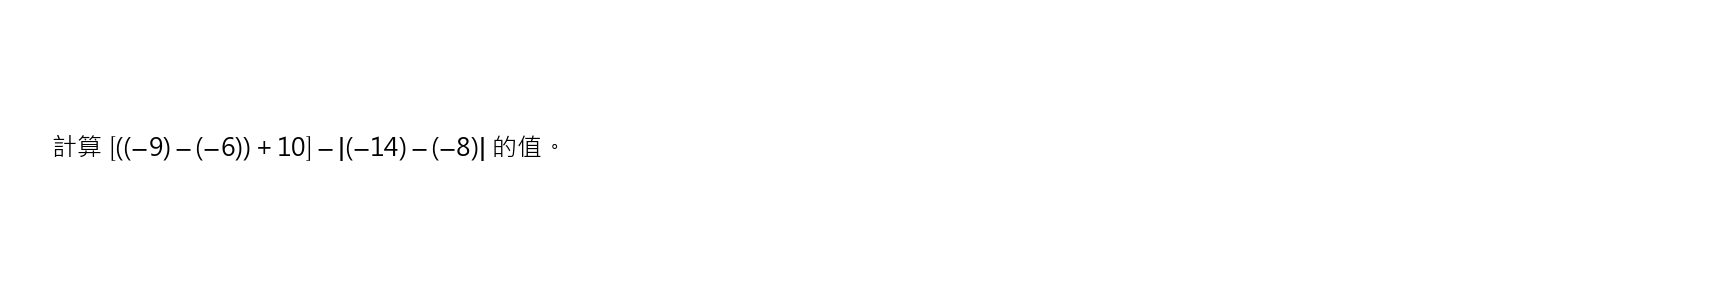 計算 [((−9) − (−6)) + 10] − |(−14) − (−8)| 的值。